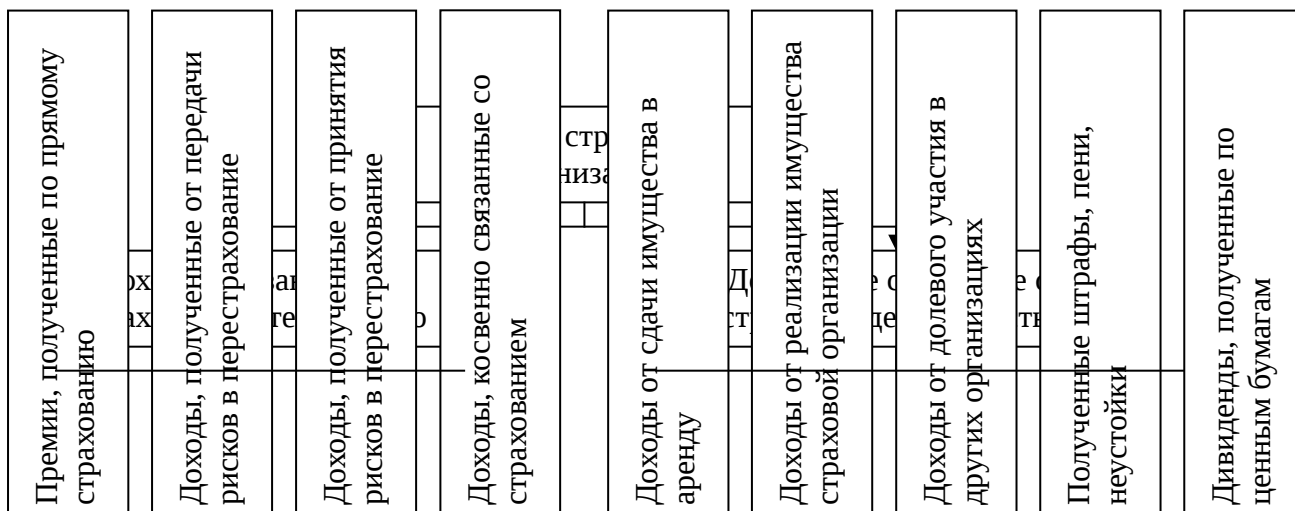 Премии, полученные по прямому
страхованию
Доходы, полученные от передачи
рисков в перестрахование
Доходы, полученные от принятия
рисков в перестрахование
Доходы, косвенно связанные со
страхованием
Доходы от сдачи имущества в
аренду
Доходы от реализации имущества
страховой организации
Доходы от долевого участия в
других организациях
Полученные штрафы, пени,
неустойки
Дивиденды, полученные по
ценным бумагам